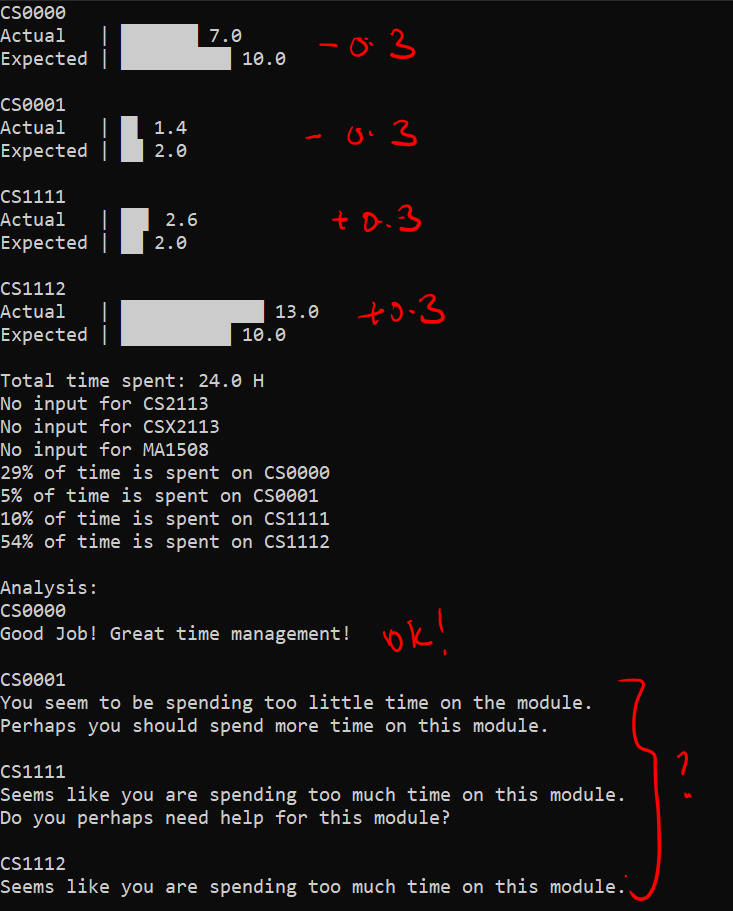 CS0000
Actual | 7.0 - 0.3
Expected | 10.0
CS0001
Actual | 1.4 - 0.3
Expected | 2.0
CS1111
Actual | 2.6 + 0.3
Expected | 2.0
CS1112
Actual | 13.0 +0.3
Expected | 10.0
Total time spent: 24.0 H
No input for CS2113
No input for CSX2113
No input for MA1508
29% of time is spent on CS0000
5% of time is spent on CS0001
10% of time is spent on CS1111
54% of time is spent on CS1112
Analysis:
CS0000
Good Job! Great time management! ok!
CS0001
You seem to be spending too little time on the module.
Perhaps you should spend more time on this module.
CS1111 ?
Seems like you are spending too much time on this module.
Do you perhaps need help for this module?
CS1112
Seems like you are spending too much time on this module.